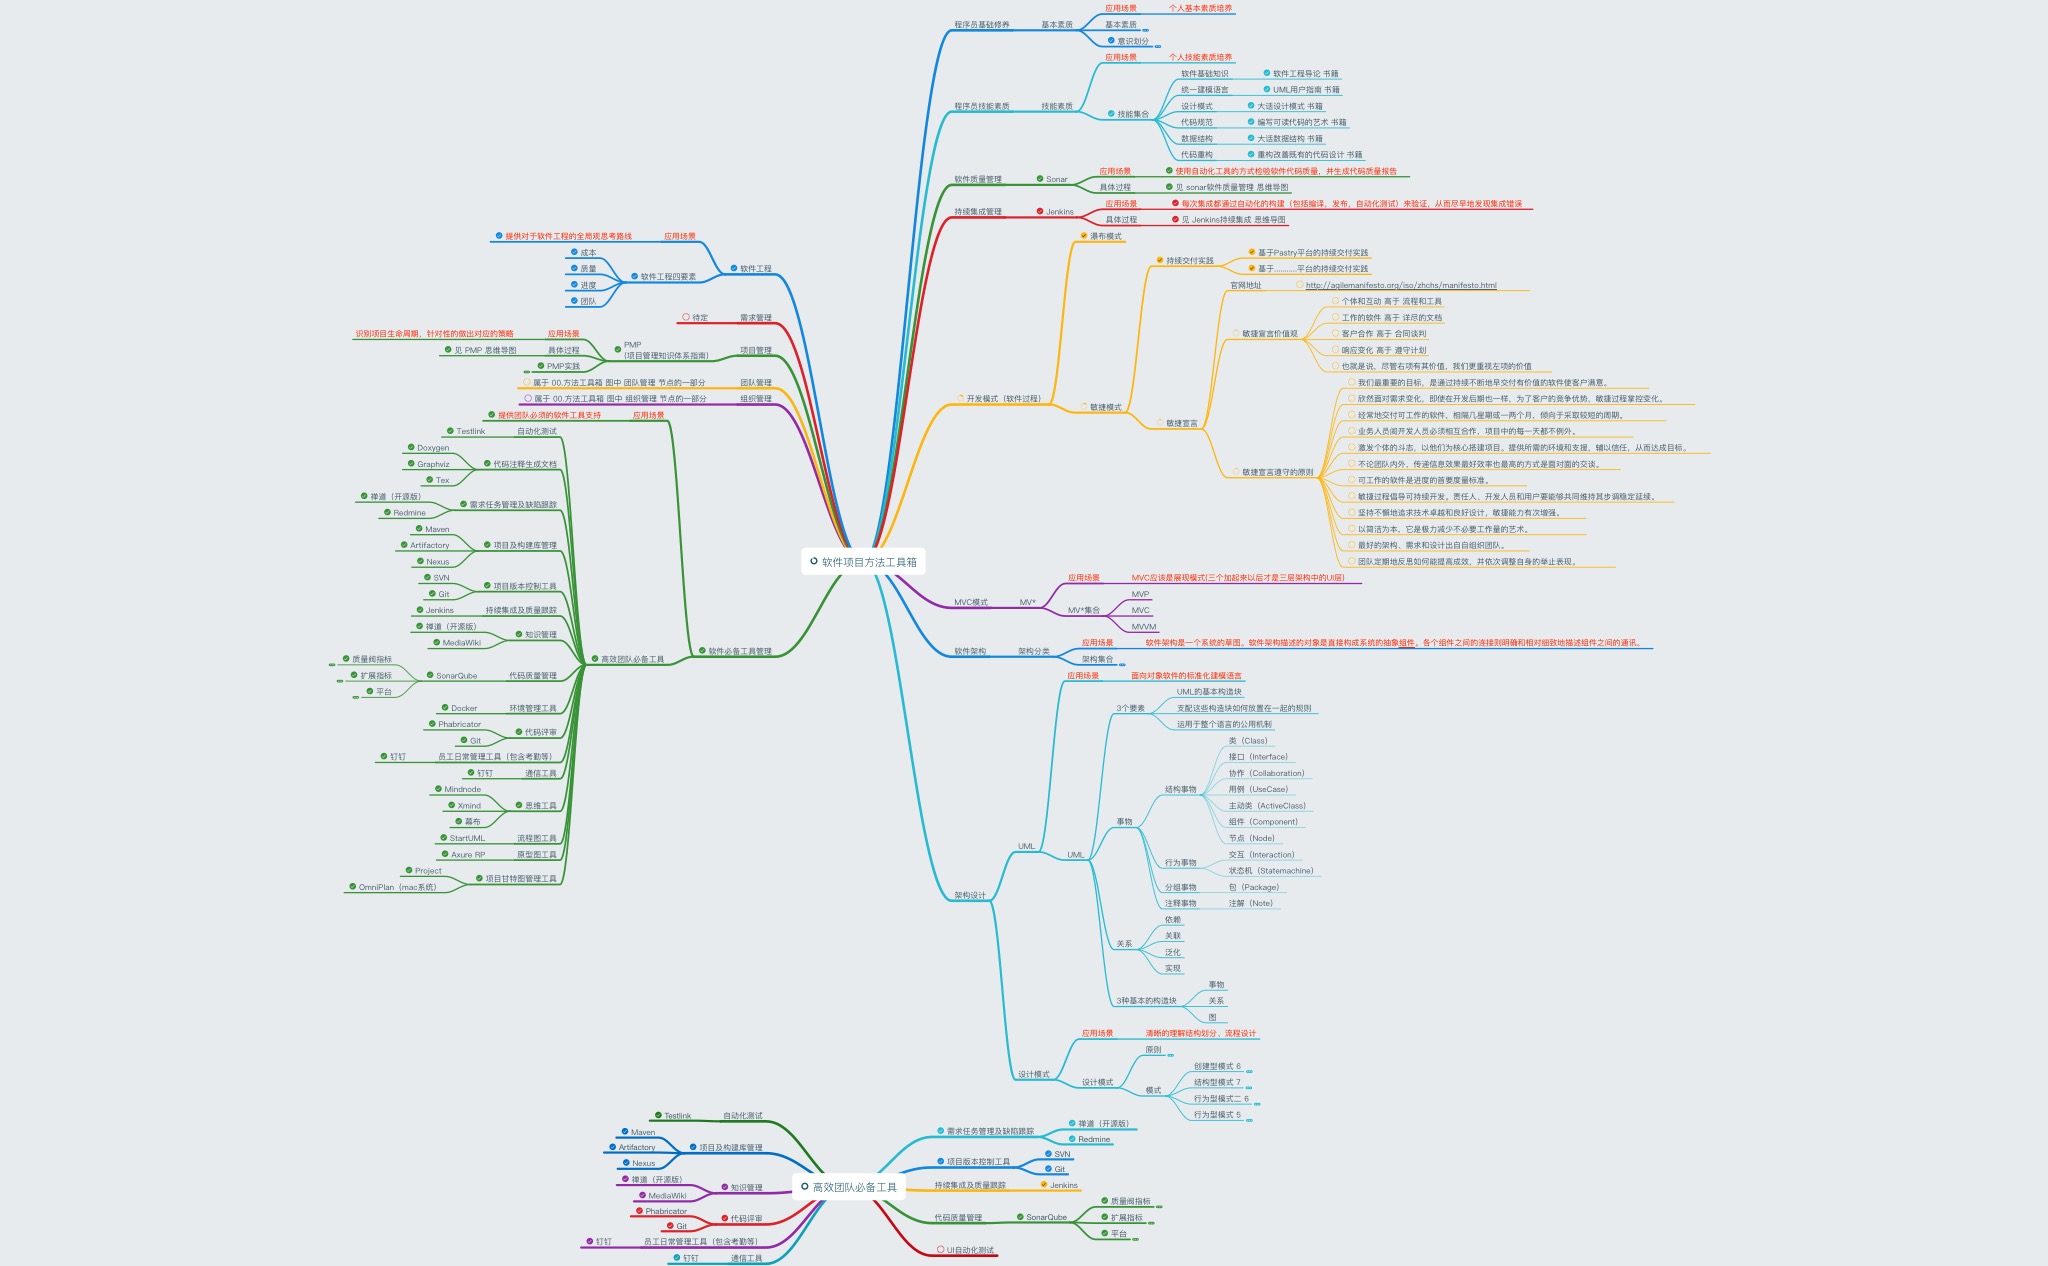 软件项目方法工具箱
程序员基础修养
基本素质
应用场景
个人基本素质培养
基本素质
意识划分
程序员技能素质
技能素质
应用场景
个人技能素质培养
技能集合
软件基础知识
软件工程导论 书籍
统一建模语言
UML用户指南 书籍
设计模式
大话设计模式 书籍
代码规范
编写可读代码的艺术 书籍
数据结构
大话数据结构 书籍
代码重构
重构改善既有的代码设计 书籍
软件质量管理
Sonar
应用场景
使用自动化工具的方式检验软件代码质量，并生成代码质量报告
具体过程
见 sonar软件质量管理 思维导图
持续集成管理
Jenkins
应用场景
每次集成都通过自动化的构建（包括编译，发布，自动化测试）来验证，从而尽早地发现集成错误
具体过程
见 Jenkins持续集成 思维导图
开发模式（软件过程）
瀑布模式
敏捷模式
持续交付实践
基于Pastry平台的持续交付实践
基于...........平台的持续交付实践
敏捷宣言
官网地址
http://agilemanifesto.org/iso/zhchs/manifesto.html
敏捷宣言价值观
个体和互动 高于 流程和工具
工作的软件 高于 详尽的文档
客户合作 高于 合同谈判
响应变化 高于 遵守计划
也就是说，尽管右项有其价值，我们更重视左项的价值
敏捷宣言遵守的原则
我们最重要的目标，是通过持续不断地早交付有价值的软件使客户满意。
欣然面对需求变化，即使在开发后期也一样，为了客户的竞争优势，敏捷过程掌控变化。
经常地交付可工作的软件，相隔几星期或一两个月，倾向于采取较短的周期。
业务人员阅开发人员必须相互合作，项目中的每一天都不例外。
激发个体的斗志，以他们为核心搭建项目。提供所需的环境和支援，辅以信任，从而达成目标。
不论团队内外，传递信息效果最好效率也最高的方式是面对面的交谈。
可工作的软件是进度的首要度量标准。
敏捷过程倡导可持续开发。责任人、开发人员和用户要能够共同维持其步调稳定延续。
坚持不懈地追求技术卓越和良好设计，敏捷能力有次增强。
以简洁为本，它是极力减少不必要工作量的艺术。
最好的架构、需求和设计出自自组织团队。
团队定期地反思如何能提高成效，并依次调整自身的举止表现。
MVC模式
MV*
应用场景
MVC应该是展现模式(三个加起来以后才是三层架构中的UI层)
MV*集合
MVP
MVC
MVVM
软件架构
架构分类
应用场景
软件架构是一个系统的草图。软件架构描述的对象是直接构成系统的抽象组件。各个组件之间的连接则明确和相对细致地描述组件之间的通讯。
架构集合
架构设计
UML
应用场景
面向对象软件的标准化建模语言
UML
3个要素
UML的基本构造块
支配这些构造块如何放置在一起的规则
运用于整个语言的公用机制
事物
结构事物
类（Class）
接口（Interface）
协作（Collaboration）
用例（UseCase）
主动类（ActiveClass）
组件（Component）
节点（Node）
行为事物
交互（Interaction）
状态机（Statemachine）
分组事物
包（Package）
注释事物
注解（Note）
关系
依赖
关联
泛化
实现
3种基本的构造块
事物
关系
图
设计模式
应用场景
清晰的理解结构划分、流程设计
设计模式
原则
模式
创建型模式 6
结构型模式 7
行为型模式二 6
行为型模式 5
软件工程
应用场景
提供对于软件工程的全局观思考路线
软件工程四要素
成本
质量
进度
团队
需求管理
待定
项目管理
PMP
（项目管理知识体系指南）
应用场景
识别项目生命周期，针对性的做出对应的策略
具体过程
见 PMP 思维导图
PMP实践
团队管理
属于 00.方法工具箱 图中 团队管理 节点的一部分
组织管理
属于 00.方法工具箱 图中 组织管理 节点的一部分
软件必备工具管理
应用场景
提供团队必须的软件工具支持
高效团队必备工具
自动化测试
Testlink
代码注释生成文档
Doxygen
Graphviz
Tex
需求任务管理及缺陷跟踪
禅道（开源版）
Redmine
项目及构建库管理
Maven
Artifactory
Nexus
项目版本控制工具
SVN
Git
持续集成及质量跟踪
Jenkins
知识管理
禅道（开源版）
MediaWiki
代码质量管理
SonarQube
质量阀指标
扩展指标
平台
环境管理工具
Docker
代码评审
Phabricator
Git
员工日常管理工具（包含考勤等）
钉钉
通信工具
钉钉
思维工具
Mindnode
Xmind
幕布
流程图工具
StartUML
原型图工具
Axure RP
项目甘特图管理工具
Project
OmniPlan（mac系统）
高效团队必备工具
需求任务管理及缺陷跟踪
禅道（开源版）
Redmine
项目版本控制工具
SVN
Git
持续集成及质量跟踪
Jenkins
代码质量管理
SonarQube
质量阀指标
扩展指标
平台
UI自动化测试
自动化测试
Testlink
项目及构建库管理
Maven
Artifactory
Nexus
知识管理
禅道（开源版）
MediaWiki
代码评审
Phabricator
Git
员工日常管理工具（包含考勤等）
钉钉
通信工具
钉钉